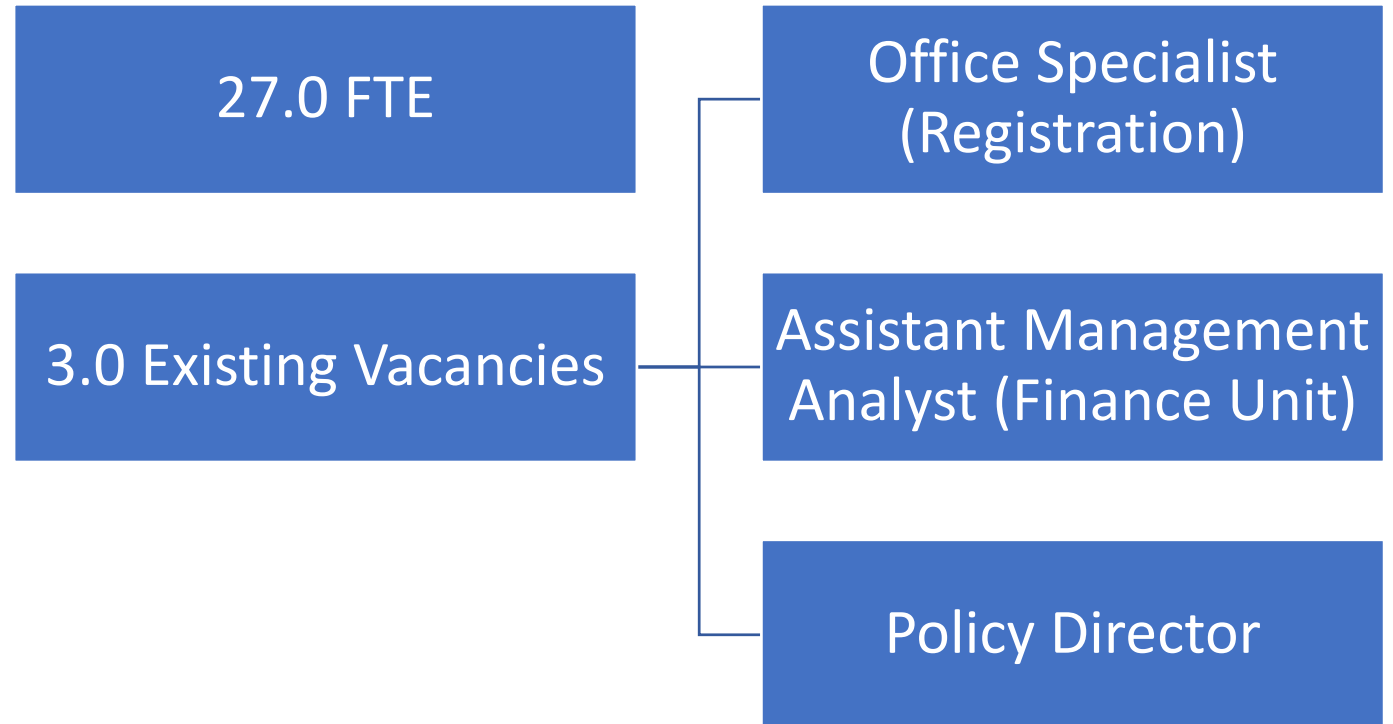 27.0 FTE
Office Specialist
(Registration)
3.0 Existing Vacancies
Assistant Management
Analyst (Finance Unit)
Policy Director